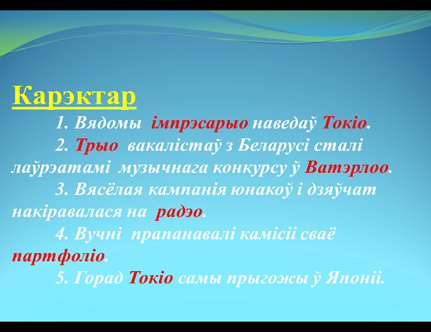 Карэктар
1. Вядомы імпрэсарыо наведаў Токіо.
2. Трыо вакалістаў з Беларусі сталі
лаўрэатамі музычнага конкурсу ў Ватэрлоо.
3. Вясёлая кампанія юнакоў і дзяўчат
накіравалася на радэо.
4. Вучні прапанавалі камісіі сваё
партфоліо.
5. Горад Токіо самы прыгожы ў Японіі.